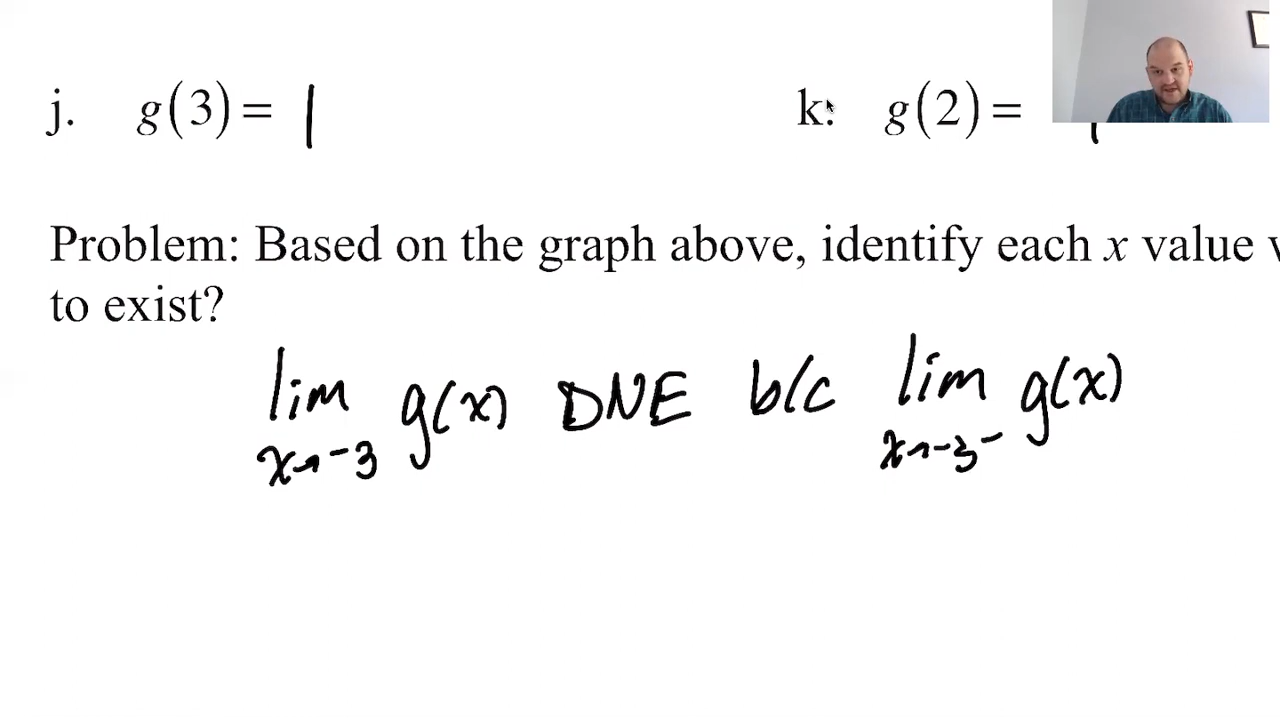 j. g(3) = 1 k. g(2) =
Problem: Based on the graph above, identify each x value
to exist?
lim g(x) DNE b/c lim g(x)
x→-3 x→-3⁻